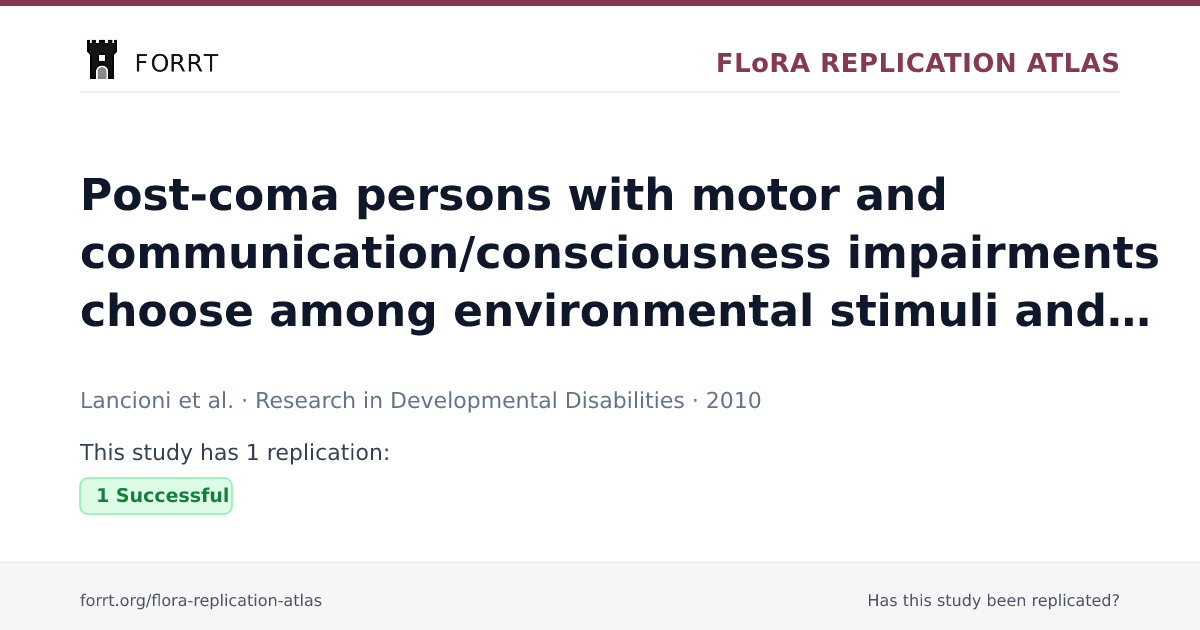 FORRT
FLoRA REPLICATION ATLAS
Post-coma persons with motor and
communication/consciousness impairments
choose among environmental stimuli and…
Lancioni et al. · Research in Developmental Disabilities · 2010
This study has 1 replication:
1 Successful
forrt.org/flora-replication-atlas
Has this study been replicated?